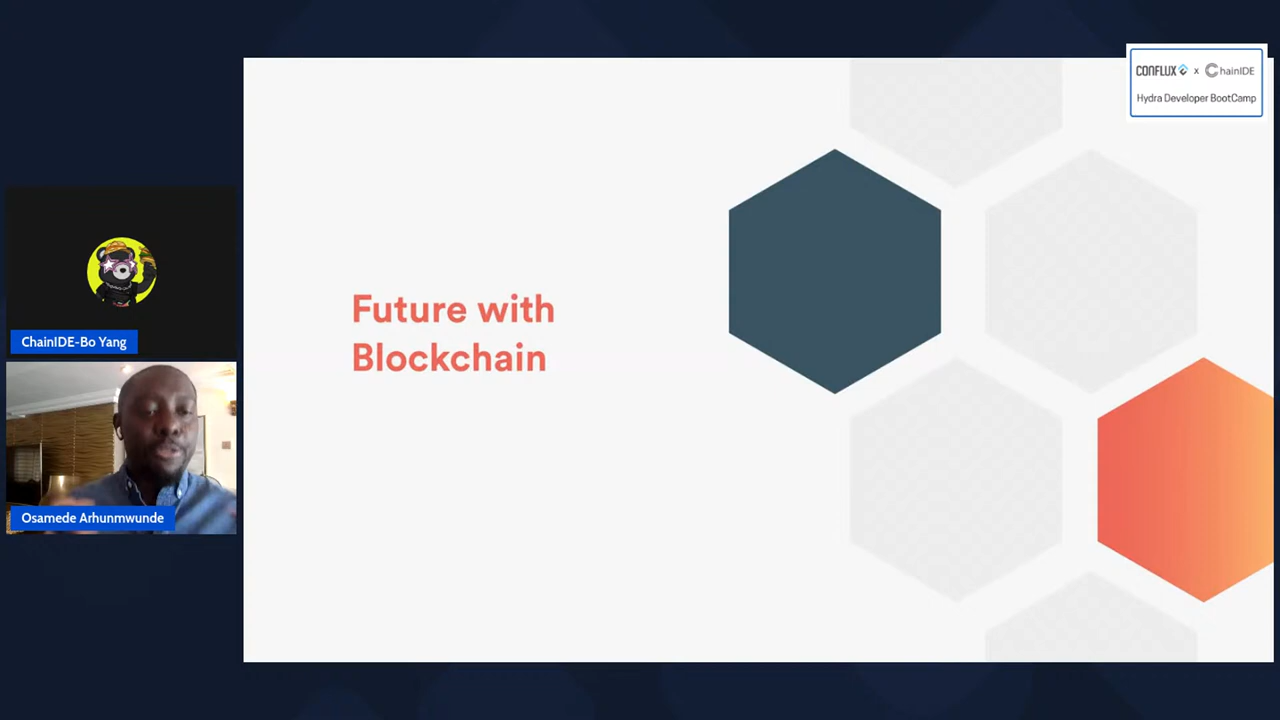 CONFLUX x ChainIDE
Hydra Developer BootCamp
ChainIDE-Bo Yang
Future with
Blockchain
Osamede Arhunmwunde